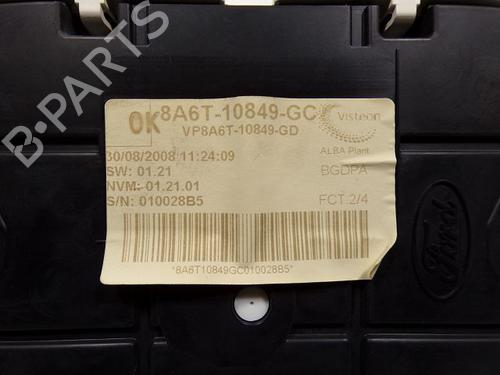 OK 8A6T-10849-GC
VP8A6T-10849-GD
Visteon
ALBA Plant
30/08/2008 11:24:09
BGDPA
SW: 01.21
NVM: 01.21.01
S/N: 010028B5
FCT.2/4
*8A6T10849GC010028B5*
Ford
B PARTS